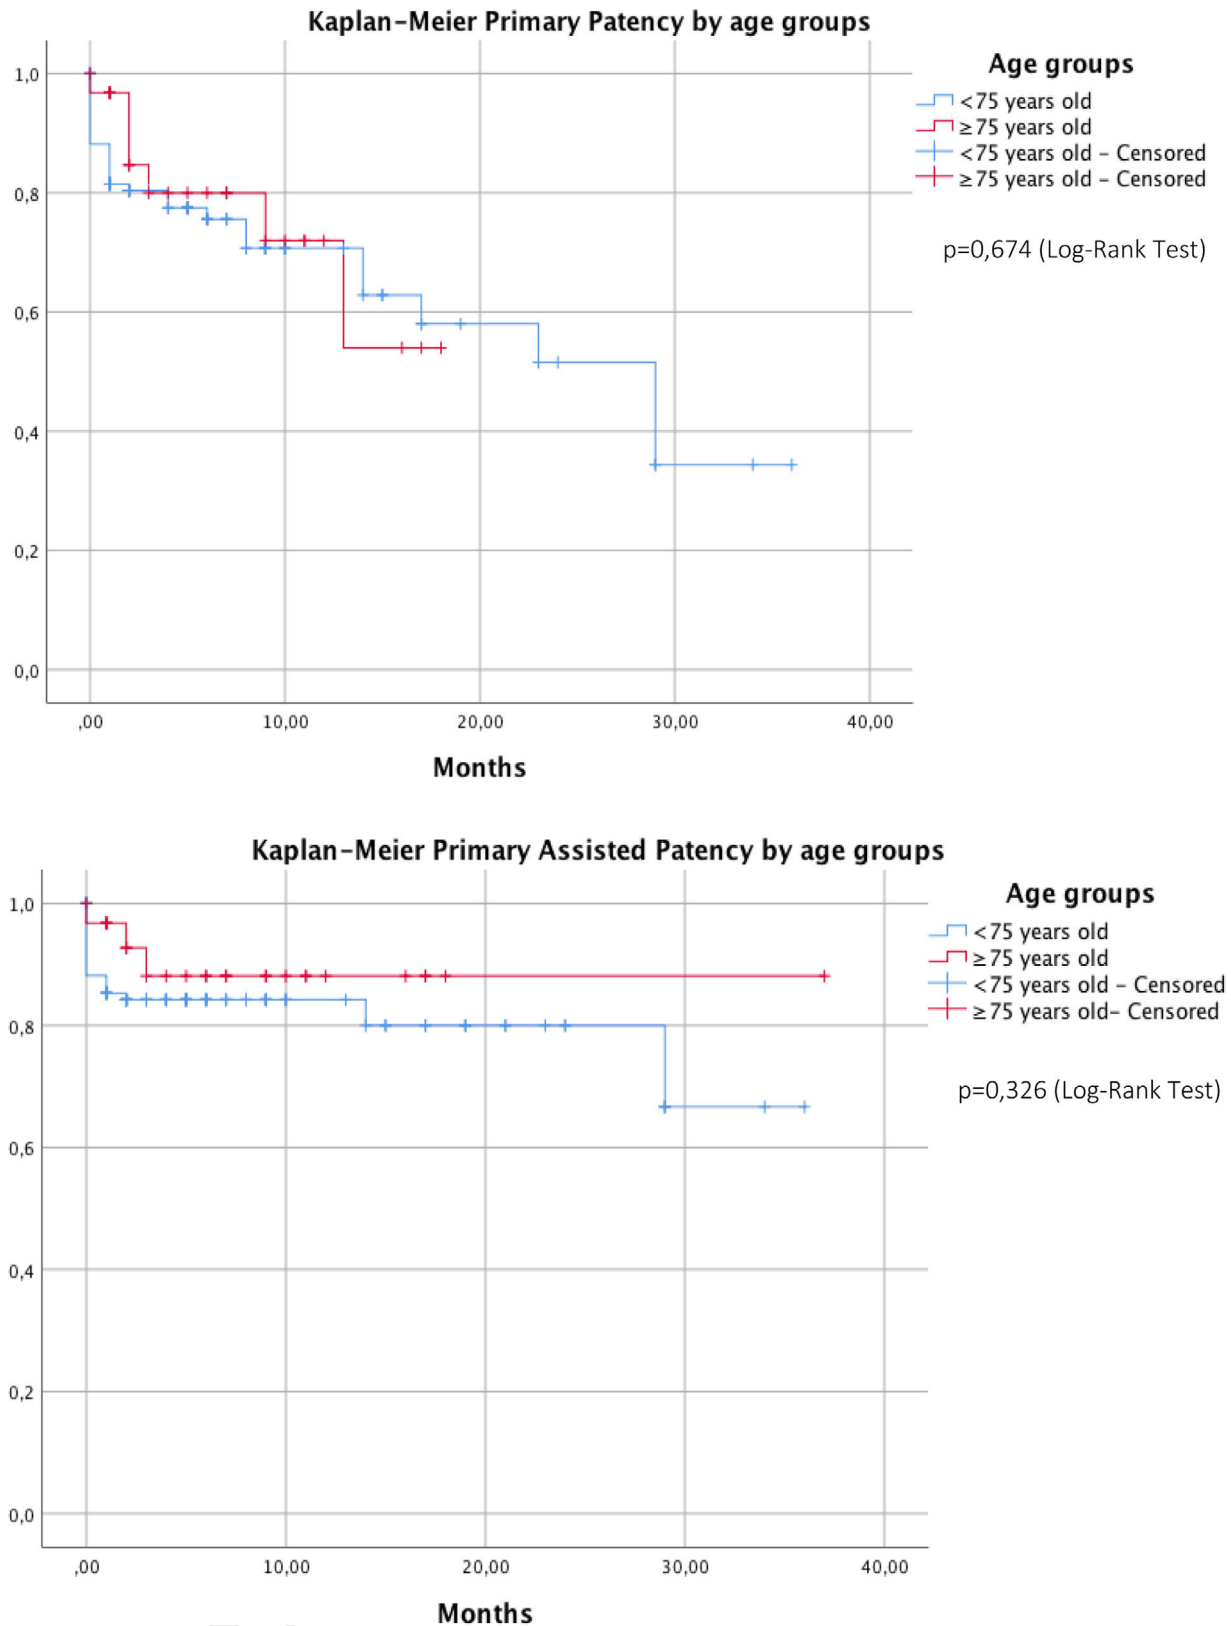 Kaplan–Meier Primary Patency by age groups
1,0
0,8
0,6
0,4
0,2
0,0
,00 10,00 20,00 30,00 40,00
Months
Age groups
<75 years old
≥75 years old
<75 years old – Censored
≥75 years old – Censored
p=0,674 (Log-Rank Test)
Kaplan–Meier Primary Assisted Patency by age groups
1,0
0,8
0,6
0,4
0,2
0,0
,00 10,00 20,00 30,00 40,00
Months
Age groups
<75 years old
≥75 years old
<75 years old – Censored
≥75 years old– Censored
p=0,326 (Log-Rank Test)